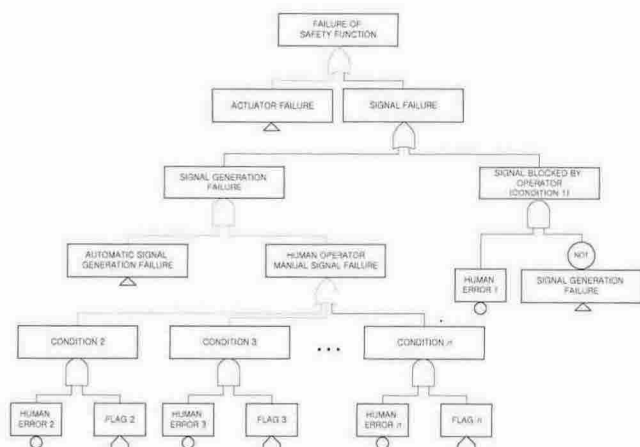 FAILURE OF
SAFETY FUNCTION
ACTUATOR FAILURE
SIGNAL FAILURE
SIGNAL GENERATION
FAILURE
SIGNAL BLOCKED BY
OPERATOR
(CONDITION 1)
AUTOMATIC SIGNAL
GENERATION FAILURE
HUMAN OPERATOR
MANUAL SIGNAL FAILURE
NOT
HUMAN
ERROR 1
SIGNAL GENERATION
FAILURE
CONDITION 2
CONDITION 3
...
CONDITION n
HUMAN
ERROR 2
FLAG 2
HUMAN
ERROR 3
FLAG 3
HUMAN
ERROR n
FLAG n